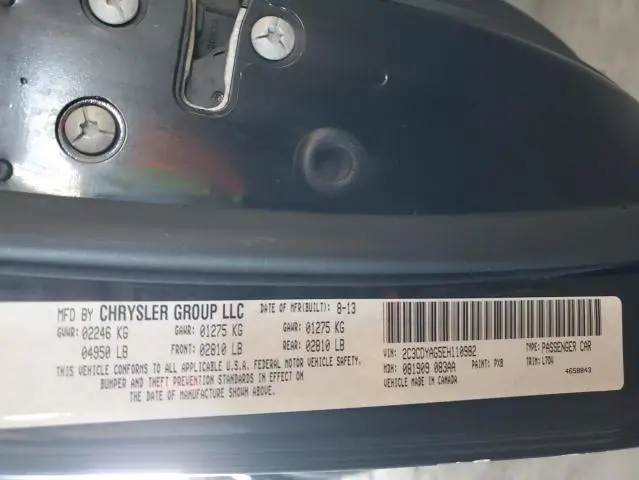 MFD BY CHRYSLER GROUP LLC DATE OF MFR(BUILT): 8-13
GVWR: 02246 KG GAWR: 01275 KG GAWR: 01275 KG
04950 LB FRONT: 02810 LB REAR: 02810 LB
THIS VEHICLE CONFORMS TO ALL APPLICABLE U.S.A. FEDERAL MOTOR VEHICLE SAFETY,
BUMPER AND THEFT PREVENTION STANDARDS IN EFFECT ON
THE DATE OF MANUFACTURE SHOWN ABOVE.
VIN: 2C3CDYAG5EH110982 TYPE: PASSENGER CAR
MDH: 081909 083AA PAINT: PX8 TRIM: L7DV
VEHICLE MADE IN CANADA 4658843